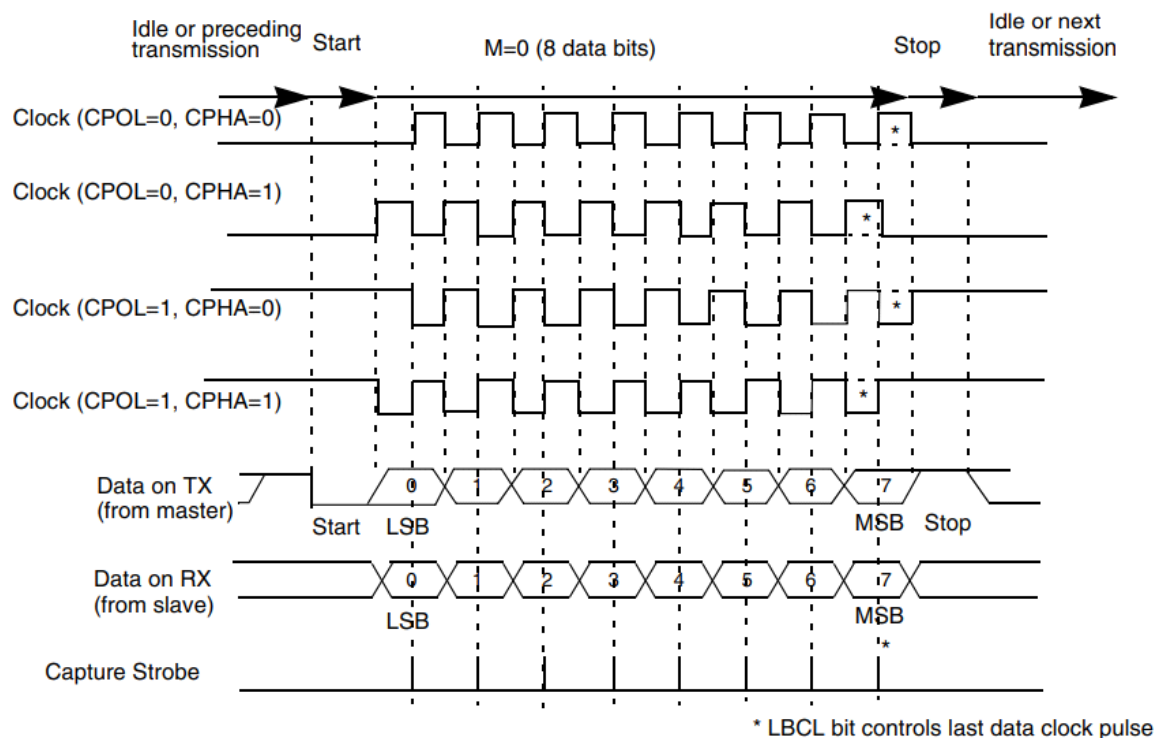 Idle or preceding
transmission
Start
M=0 (8 data bits)
Stop
Idle or next
transmission
Clock (CPOL=0, CPHA=0)
*
Clock (CPOL=0, CPHA=1)
*
Clock (CPOL=1, CPHA=0)
*
Clock (CPOL=1, CPHA=1)
*
Data on TX
(from master)
0 1 2 3 4 5 6 7
Start LSB MSB Stop
Data on RX
(from slave)
0 1 2 3 4 5 6 7
LSB MSB
*
Capture Strobe
* LBCL bit controls last data clock pulse